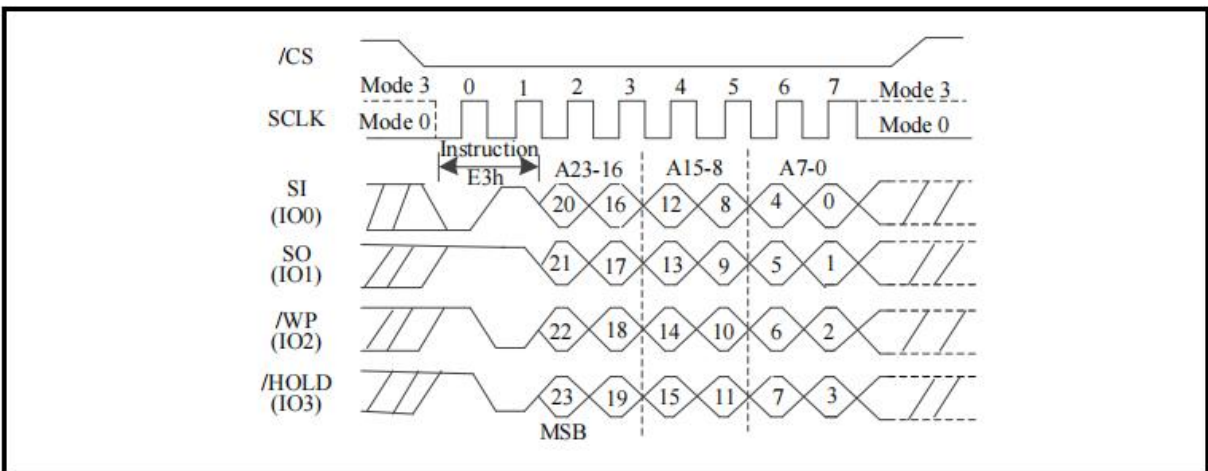 /CS
Mode 3 0 1 2 3 4 5 6 7 Mode 3
SCLK Mode 0 Mode 0
Instruction
E3h A23-16 A15-8 A7-0
SI
(IO0) 20 16 12 8 4 0
SO
(IO1) 21 17 13 9 5 1
/WP
(IO2) 22 18 14 10 6 2
/HOLD
(IO3) 23 19 15 11 7 3
MSB